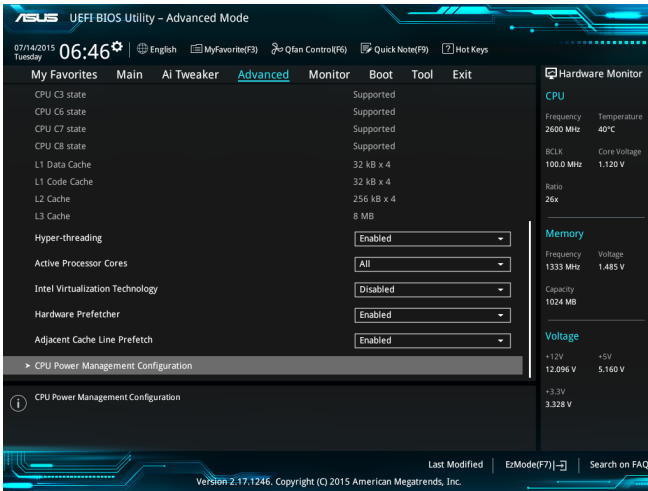 ASUS UEFI BIOS Utility – Advanced Mode
07/14/2015 Tuesday 06:46 English MyFavorite(F3) Qfan Control(F6) Quick Note(F9) ? Hot Keys
My Favorites Main Ai Tweaker Advanced Monitor Boot Tool Exit
CPU C3 state Supported
CPU C6 state Supported
CPU C7 state Supported
CPU C8 state Supported
L1 Data Cache 32 kB x 4
L1 Code Cache 32 kB x 4
L2 Cache 256 kB x 4
L3 Cache 8 MB
Hyper-threading Enabled
Active Processor Cores All
Intel Virtualization Technology Disabled
Hardware Prefetcher Enabled
Adjacent Cache Line Prefetch Enabled
> CPU Power Management Configuration
i CPU Power Management Configuration
Hardware Monitor
CPU
Frequency Temperature
2600 MHz 40°C
BCLK Core Voltage
100.0 MHz 1.120 V
Ratio
26x
Memory
Frequency Voltage
1333 MHz 1.485 V
Capacity
1024 MB
Voltage
+12V +5V
12.096 V 5.160 V
+3.3V
3.328 V
Last Modified EzMode(F7) Search on FAQ
Version 2.17.1246. Copyright (C) 2015 American Megatrends, Inc.